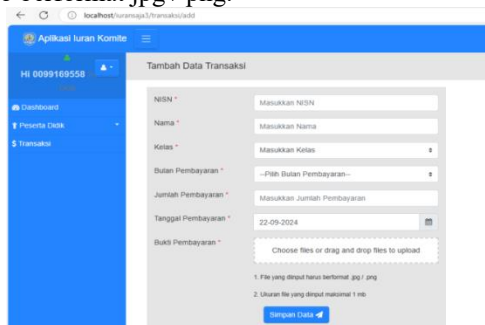 berformat jpg / png.
localhost/iuransaja3/transaksi/add
Aplikasi Iuran Komite
Hi 0099169558
Dashboard
Peserta Didik
$ Transaksi
Tambah Data Transaksi
NISN * Masukkan NISN
Nama * Masukkan Nama
Kelas * Masukkan Kelas
Bulan Pembayaran * --Pilih Bulan Pembayaran--
Jumlah Pembayaran * Masukkan Jumlah Pembayaran
Tanggal Pembayaran * 22-09-2024
Bukti Pembayaran * Choose files or drag and drop files to upload
1. File yang diinput harus berformat .jpg / .png
2. Ukuran file yang diinput maksimal 1 mb
Simpan Data